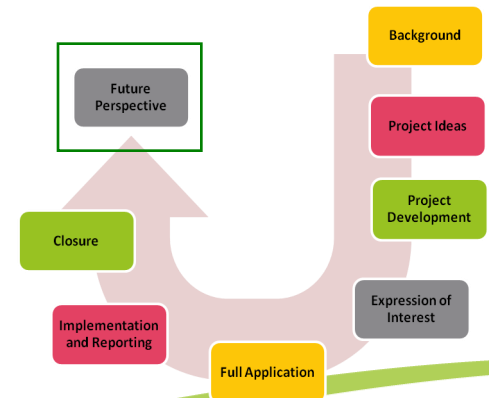 Background
Project Ideas
Project
Development
Expression of
Interest
Full Application
Implementation
and Reporting
Closure
Future
Perspective